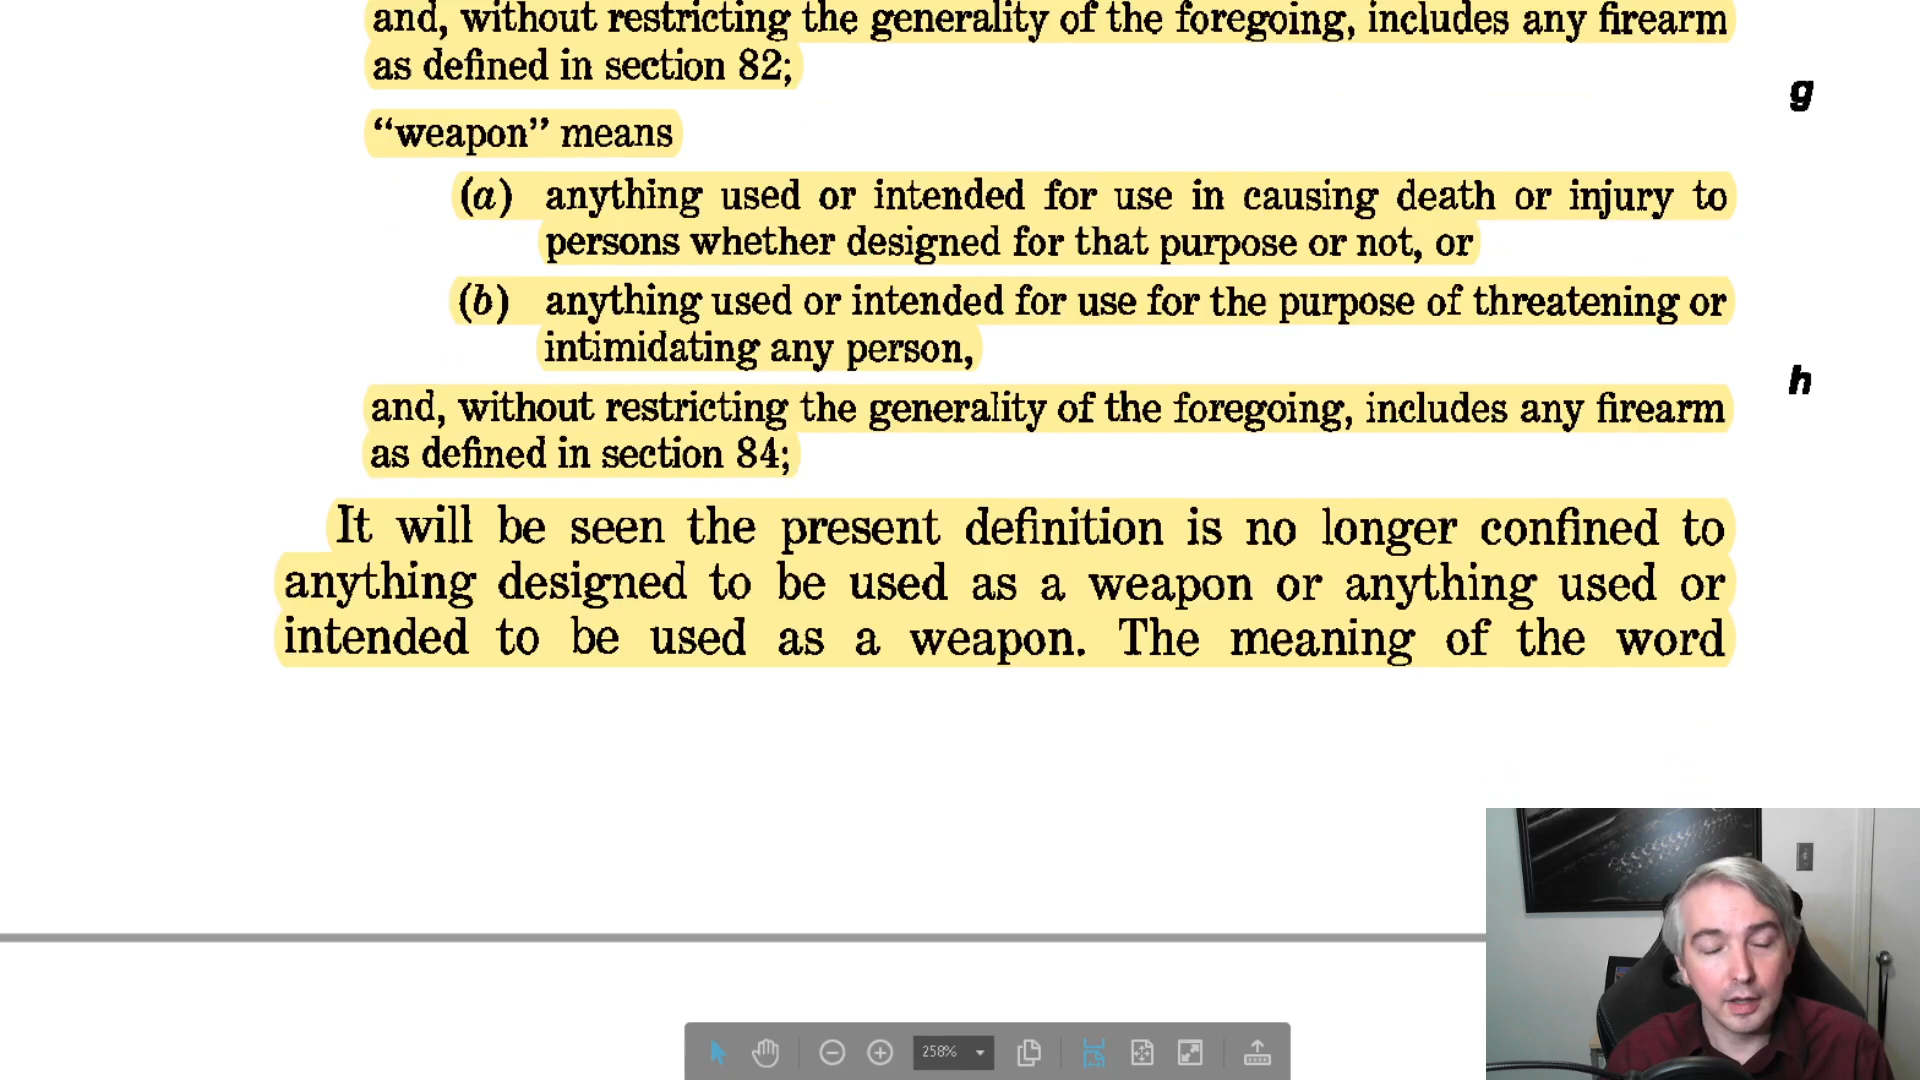 and, without restricting the generality of the foregoing, includes any firearm
as defined in section 82;
g
“weapon” means
(a) anything used or intended for use in causing death or injury to
persons whether designed for that purpose or not, or
(b) anything used or intended for use for the purpose of threatening or
intimidating any person,
h
and, without restricting the generality of the foregoing, includes any firearm
as defined in section 84;
It will be seen the present definition is no longer confined to
anything designed to be used as a weapon or anything used or
intended to be used as a weapon. The meaning of the word
258%